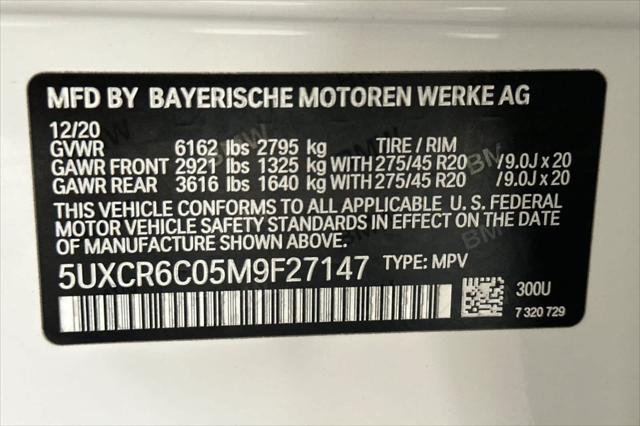 MFD BY BAYERISCHE MOTOREN WERKE AG
12/20
GVWR 6162 lbs 2795 kg TIRE / RIM
GAWR FRONT 2921 lbs 1325 kg WITH 275/45 R20 /9.0J x 20
GAWR REAR 3616 lbs 1640 kg WITH 275/45 R20 /9.0J x 20
THIS VEHICLE CONFORMS TO ALL APPLICABLE U. S. FEDERAL
MOTOR VEHICLE SAFETY STANDARDS IN EFFECT ON THE DATE
OF MANUFACTURE SHOWN ABOVE.
5UXCR6C05M9F27147 TYPE: MPV
300U
7 320 729